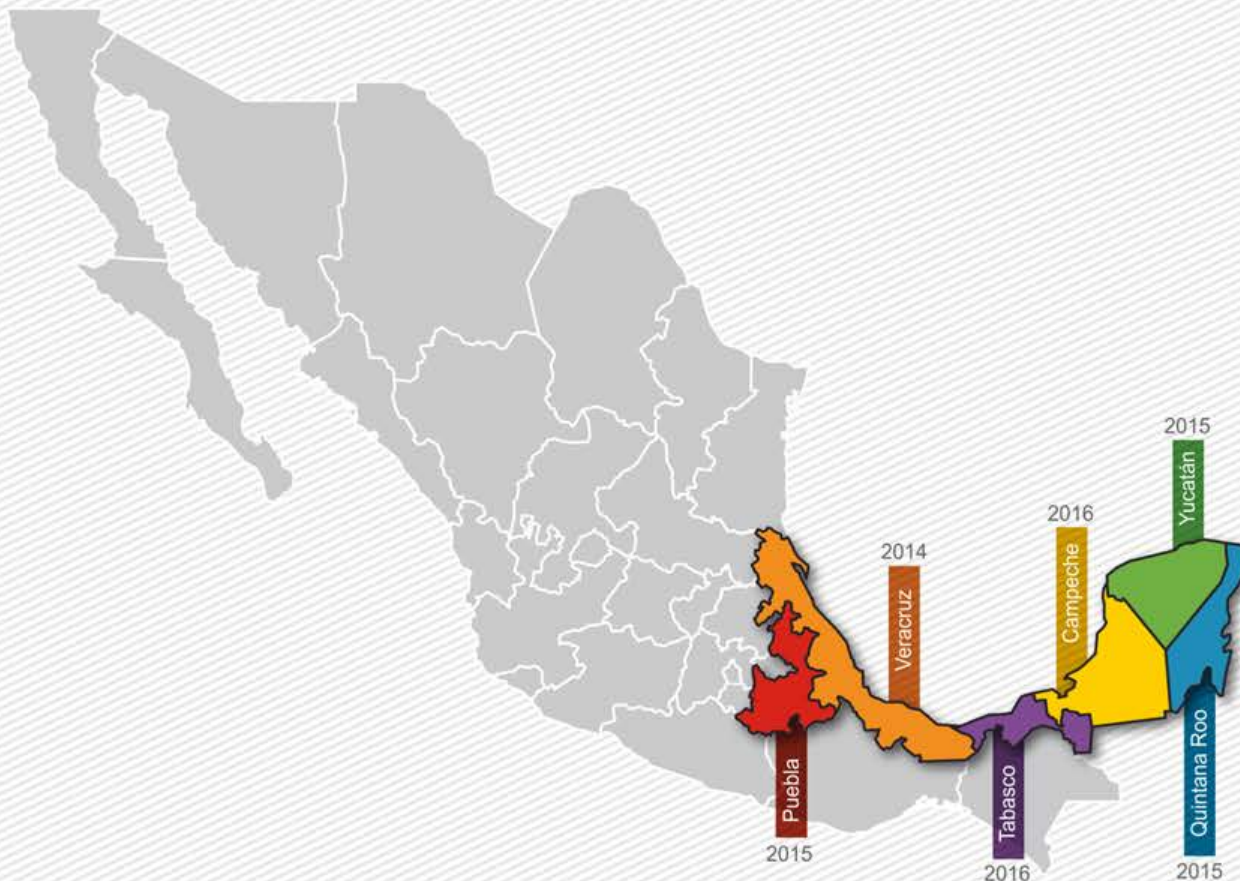 2015
Yucatán
2016
Campeche
2014
Veracruz
Puebla
2015
Tabasco
2016
Quintana Roo
2015